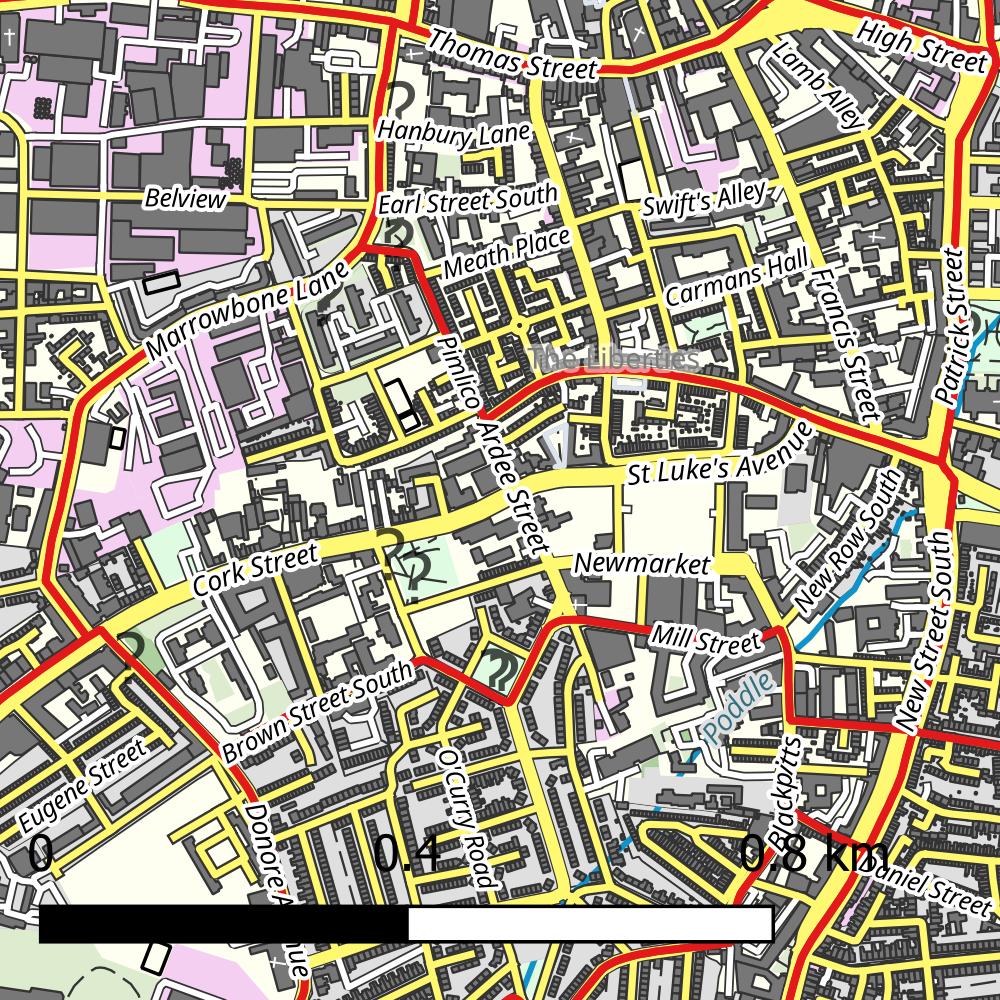 Thomas Street
High Street
Lamb Alley
Hanbury Lane
Belview
Earl Street South
Swift's Alley
Meath Place
Carmans Hall
Marrowbone Lane
Francis Street
Patrick Street
Pimlico
The Liberties
Ardee Street
St Luke's Avenue
New Row South
Cork Street
Newmarket
Mill Street
New Street South
Brown Street South
Poddle
Eugene Street
O'Curry Road
Blackpitts
Donore Avenue
Daniel Street
0 0.4 0.8 km